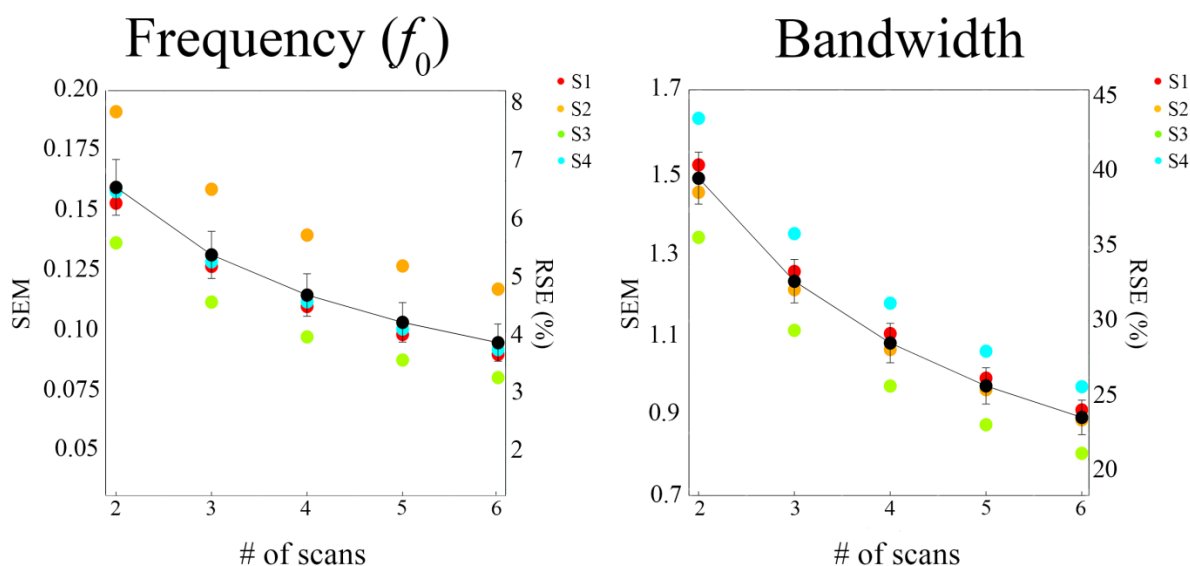 Frequency (f0)
0.20
0.175
0.15
0.125
0.10
0.075
0.05
SEM
8
7
6
5
4
3
2
RSE (%)
S1
S2
S3
S4
2 3 4 5 6
# of scans
Bandwidth
1.7
1.5
1.3
1.1
0.9
0.7
SEM
45
40
35
30
25
20
RSE (%)
S1
S2
S3
S4
2 3 4 5 6
# of scans